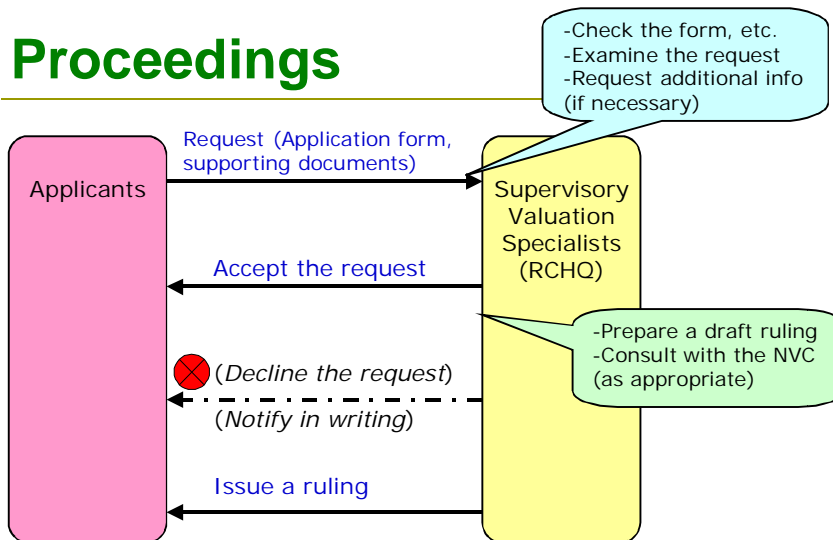 Proceedings
-Check the form, etc.
-Examine the request
-Request additional info
(if necessary)
Request (Application form,
supporting documents)
Applicants
Supervisory
Valuation
Specialists
(RCHQ)
Accept the request
-Prepare a draft ruling
-Consult with the NVC
(as appropriate)
(Decline the request)
(Notify in writing)
Issue a ruling